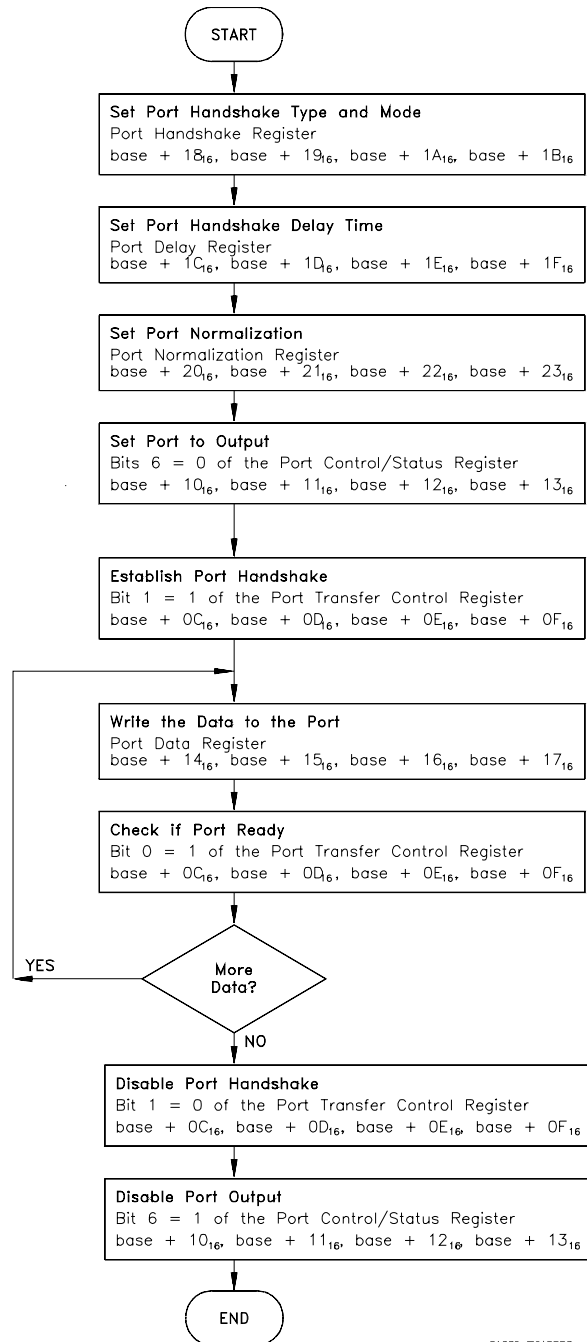 START
Set Port Handshake Type and Mode
Port Handshake Register
base + 18₁₆, base + 19₁₆, base + 1A₁₆, base + 1B₁₆
Set Port Handshake Delay Time
Port Delay Register
base + 1C₁₆, base + 1D₁₆, base + 1E₁₆, base + 1F₁₆
Set Port Normalization
Port Normalization Register
base + 20₁₆, base + 21₁₆, base + 22₁₆, base + 23₁₆
Set Port to Output
Bits 6 = 0 of the Port Control/Status Register
base + 10₁₆, base + 11₁₆, base + 12₁₆, base + 13₁₆
Establish Port Handshake
Bit 1 = 1 of the Port Transfer Control Register
base + 0C₁₆, base + 0D₁₆, base + 0E₁₆, base + 0F₁₆
Write the Data to the Port
Port Data Register
base + 14₁₆, base + 15₁₆, base + 16₁₆, base + 17₁₆
Check if Port Ready
Bit 0 = 1 of the Port Transfer Control Register
base + 0C₁₆, base + 0D₁₆, base + 0E₁₆, base + 0F₁₆
YES
More
Data?
NO
Disable Port Handshake
Bit 1 = 0 of the Port Transfer Control Register
base + 0C₁₆, base + 0D₁₆, base + 0E₁₆, base + 0F₁₆
Disable Port Output
Bit 6 = 1 of the Port Control/Status Register
base + 10₁₆, base + 11₁₆, base + 12₁₆, base + 13₁₆
END